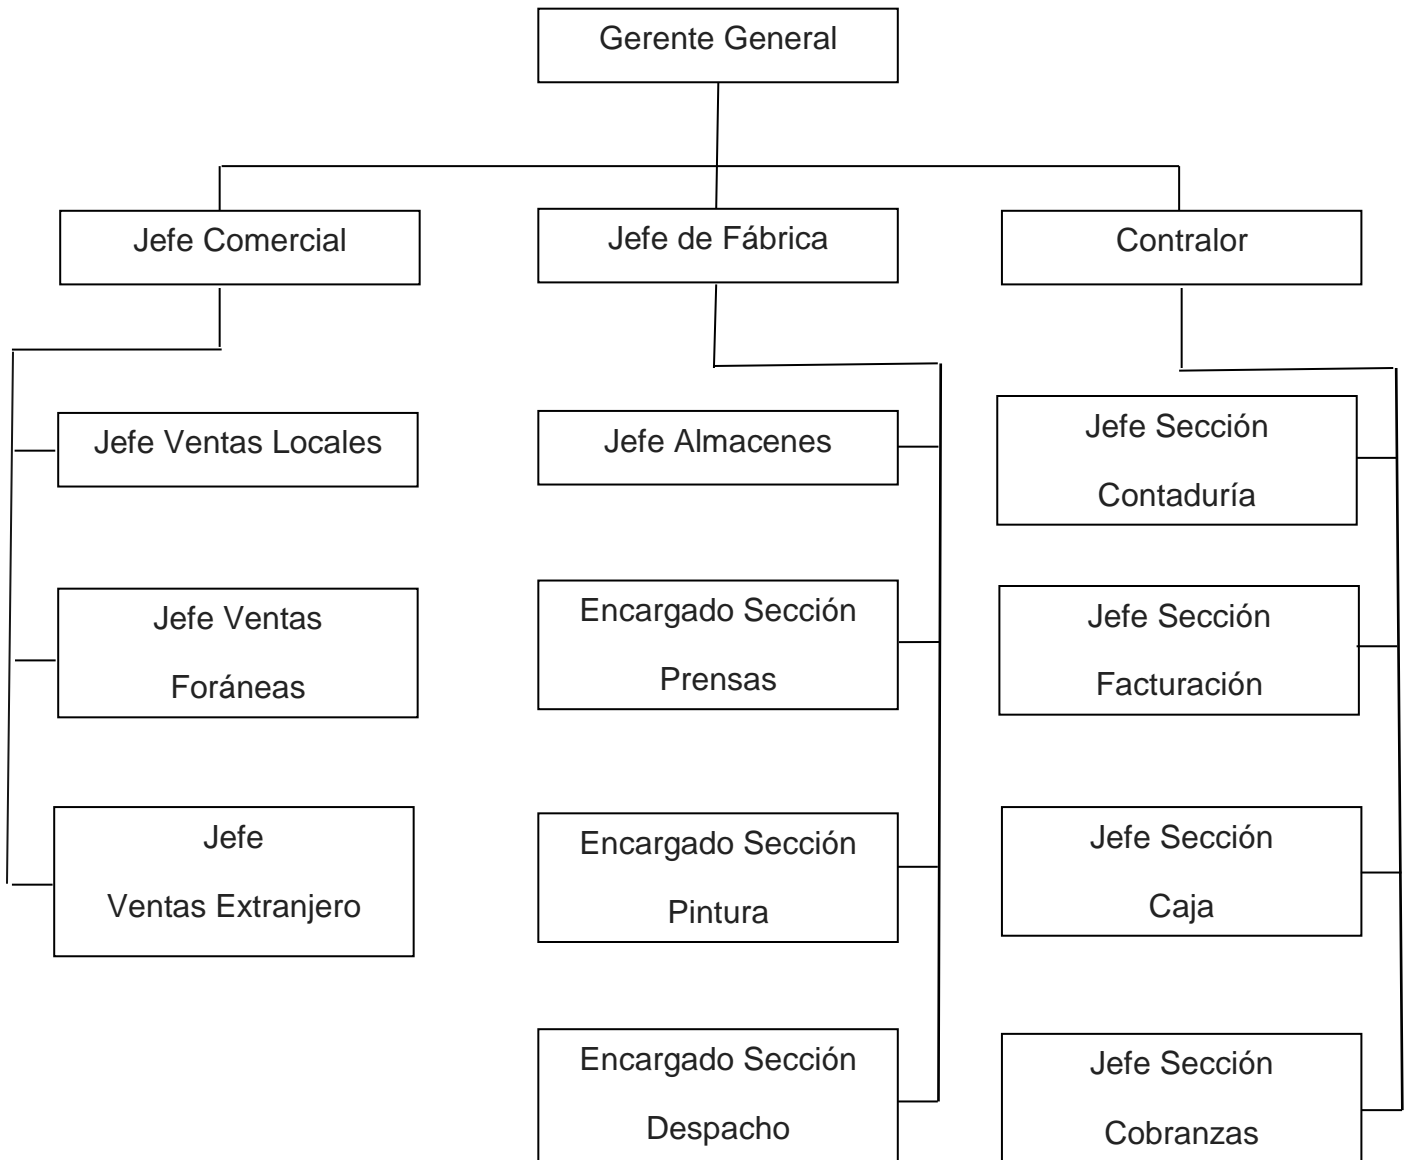 Gerente General
Jefe Comercial
Jefe de Fábrica
Contralor
Jefe Ventas Locales
Jefe Ventas
Foráneas
Jefe
Ventas Extranjero
Jefe Almacenes
Encargado Sección
Prensas
Encargado Sección
Pintura
Encargado Sección
Despacho
Jefe Sección
Contaduría
Jefe Sección
Facturación
Jefe Sección
Caja
Jefe Sección
Cobranzas